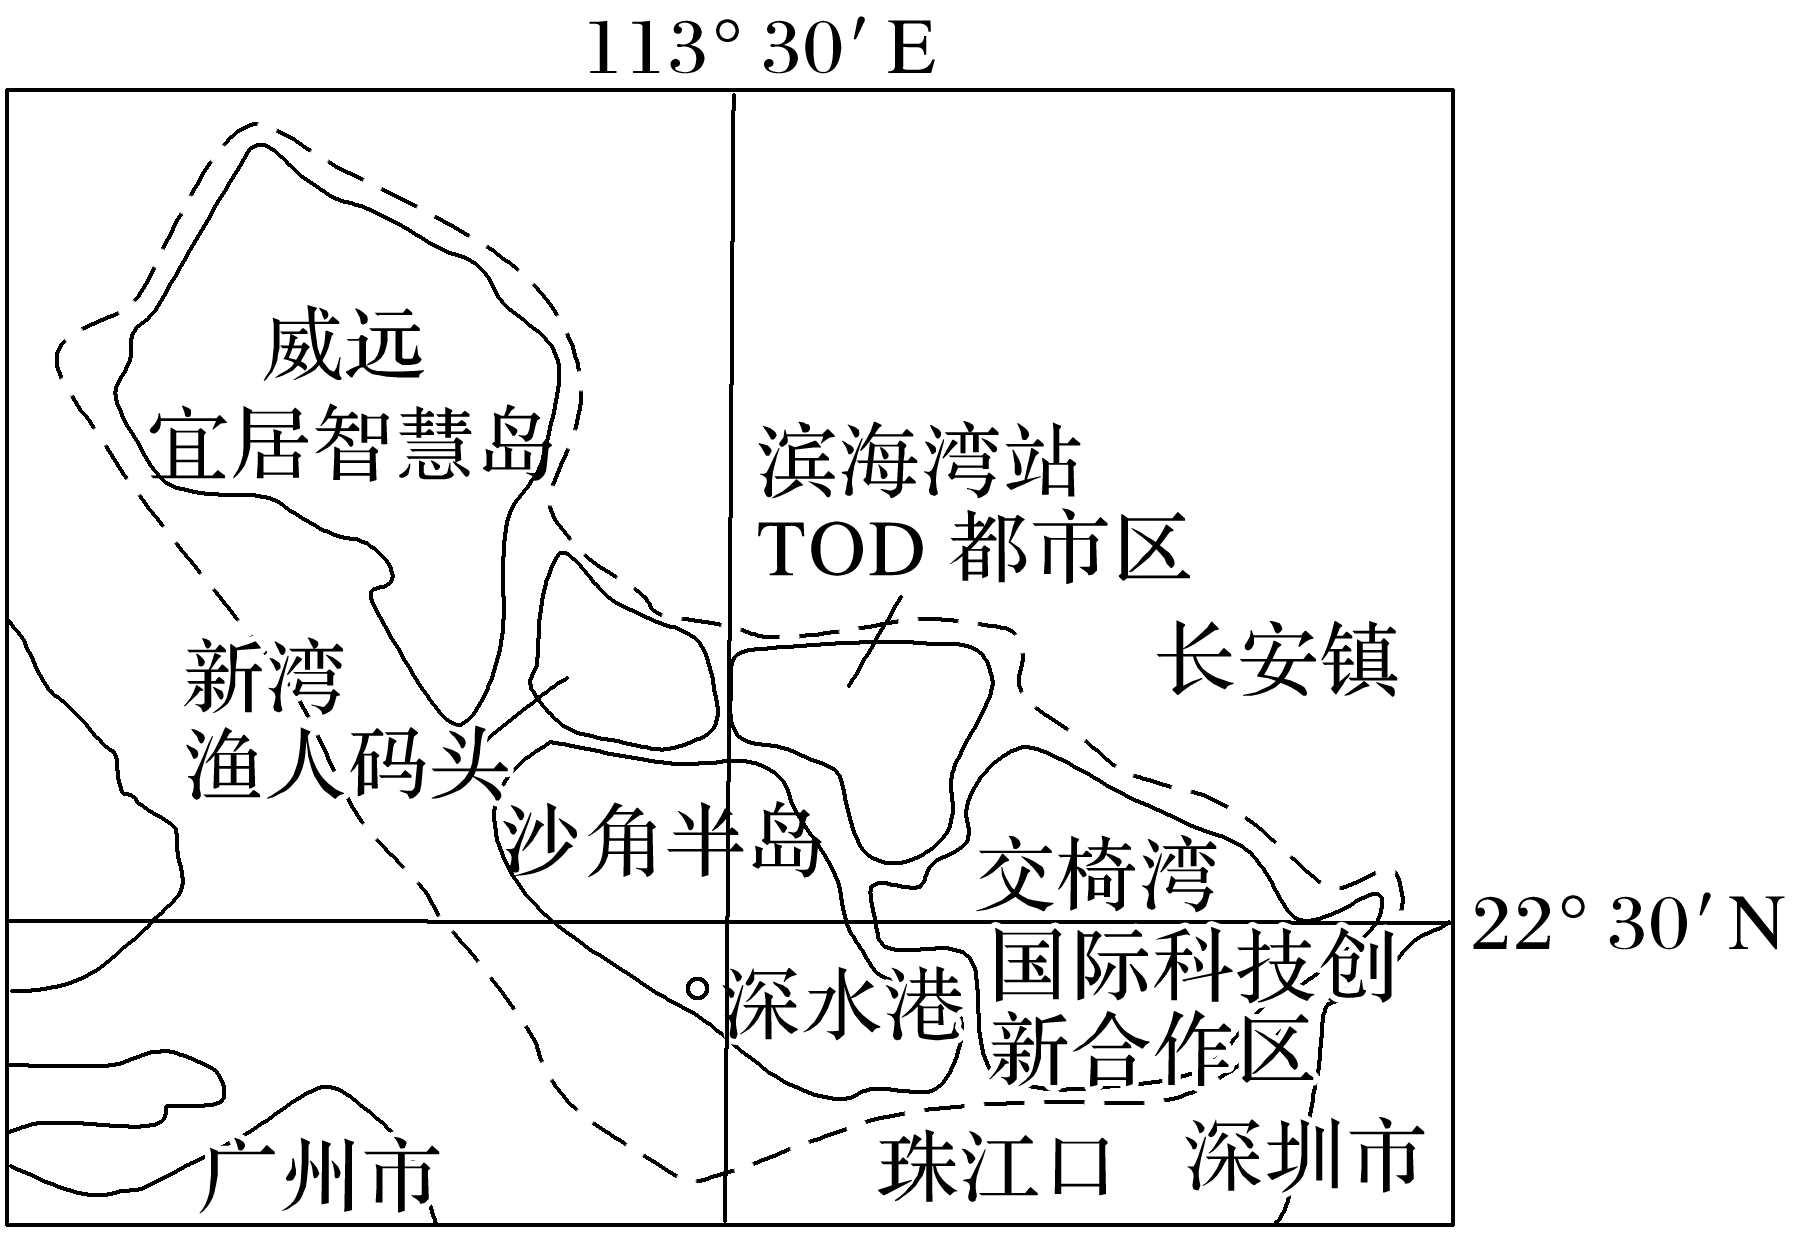 113° 30′ E
威远
宜居智慧岛
滨海湾站
TOD 都市区
长安镇
新湾
渔人码头
沙角半岛
交椅湾
国际科技创
新合作区
22° 30′ N
深水港
广州市
珠江口
深圳市